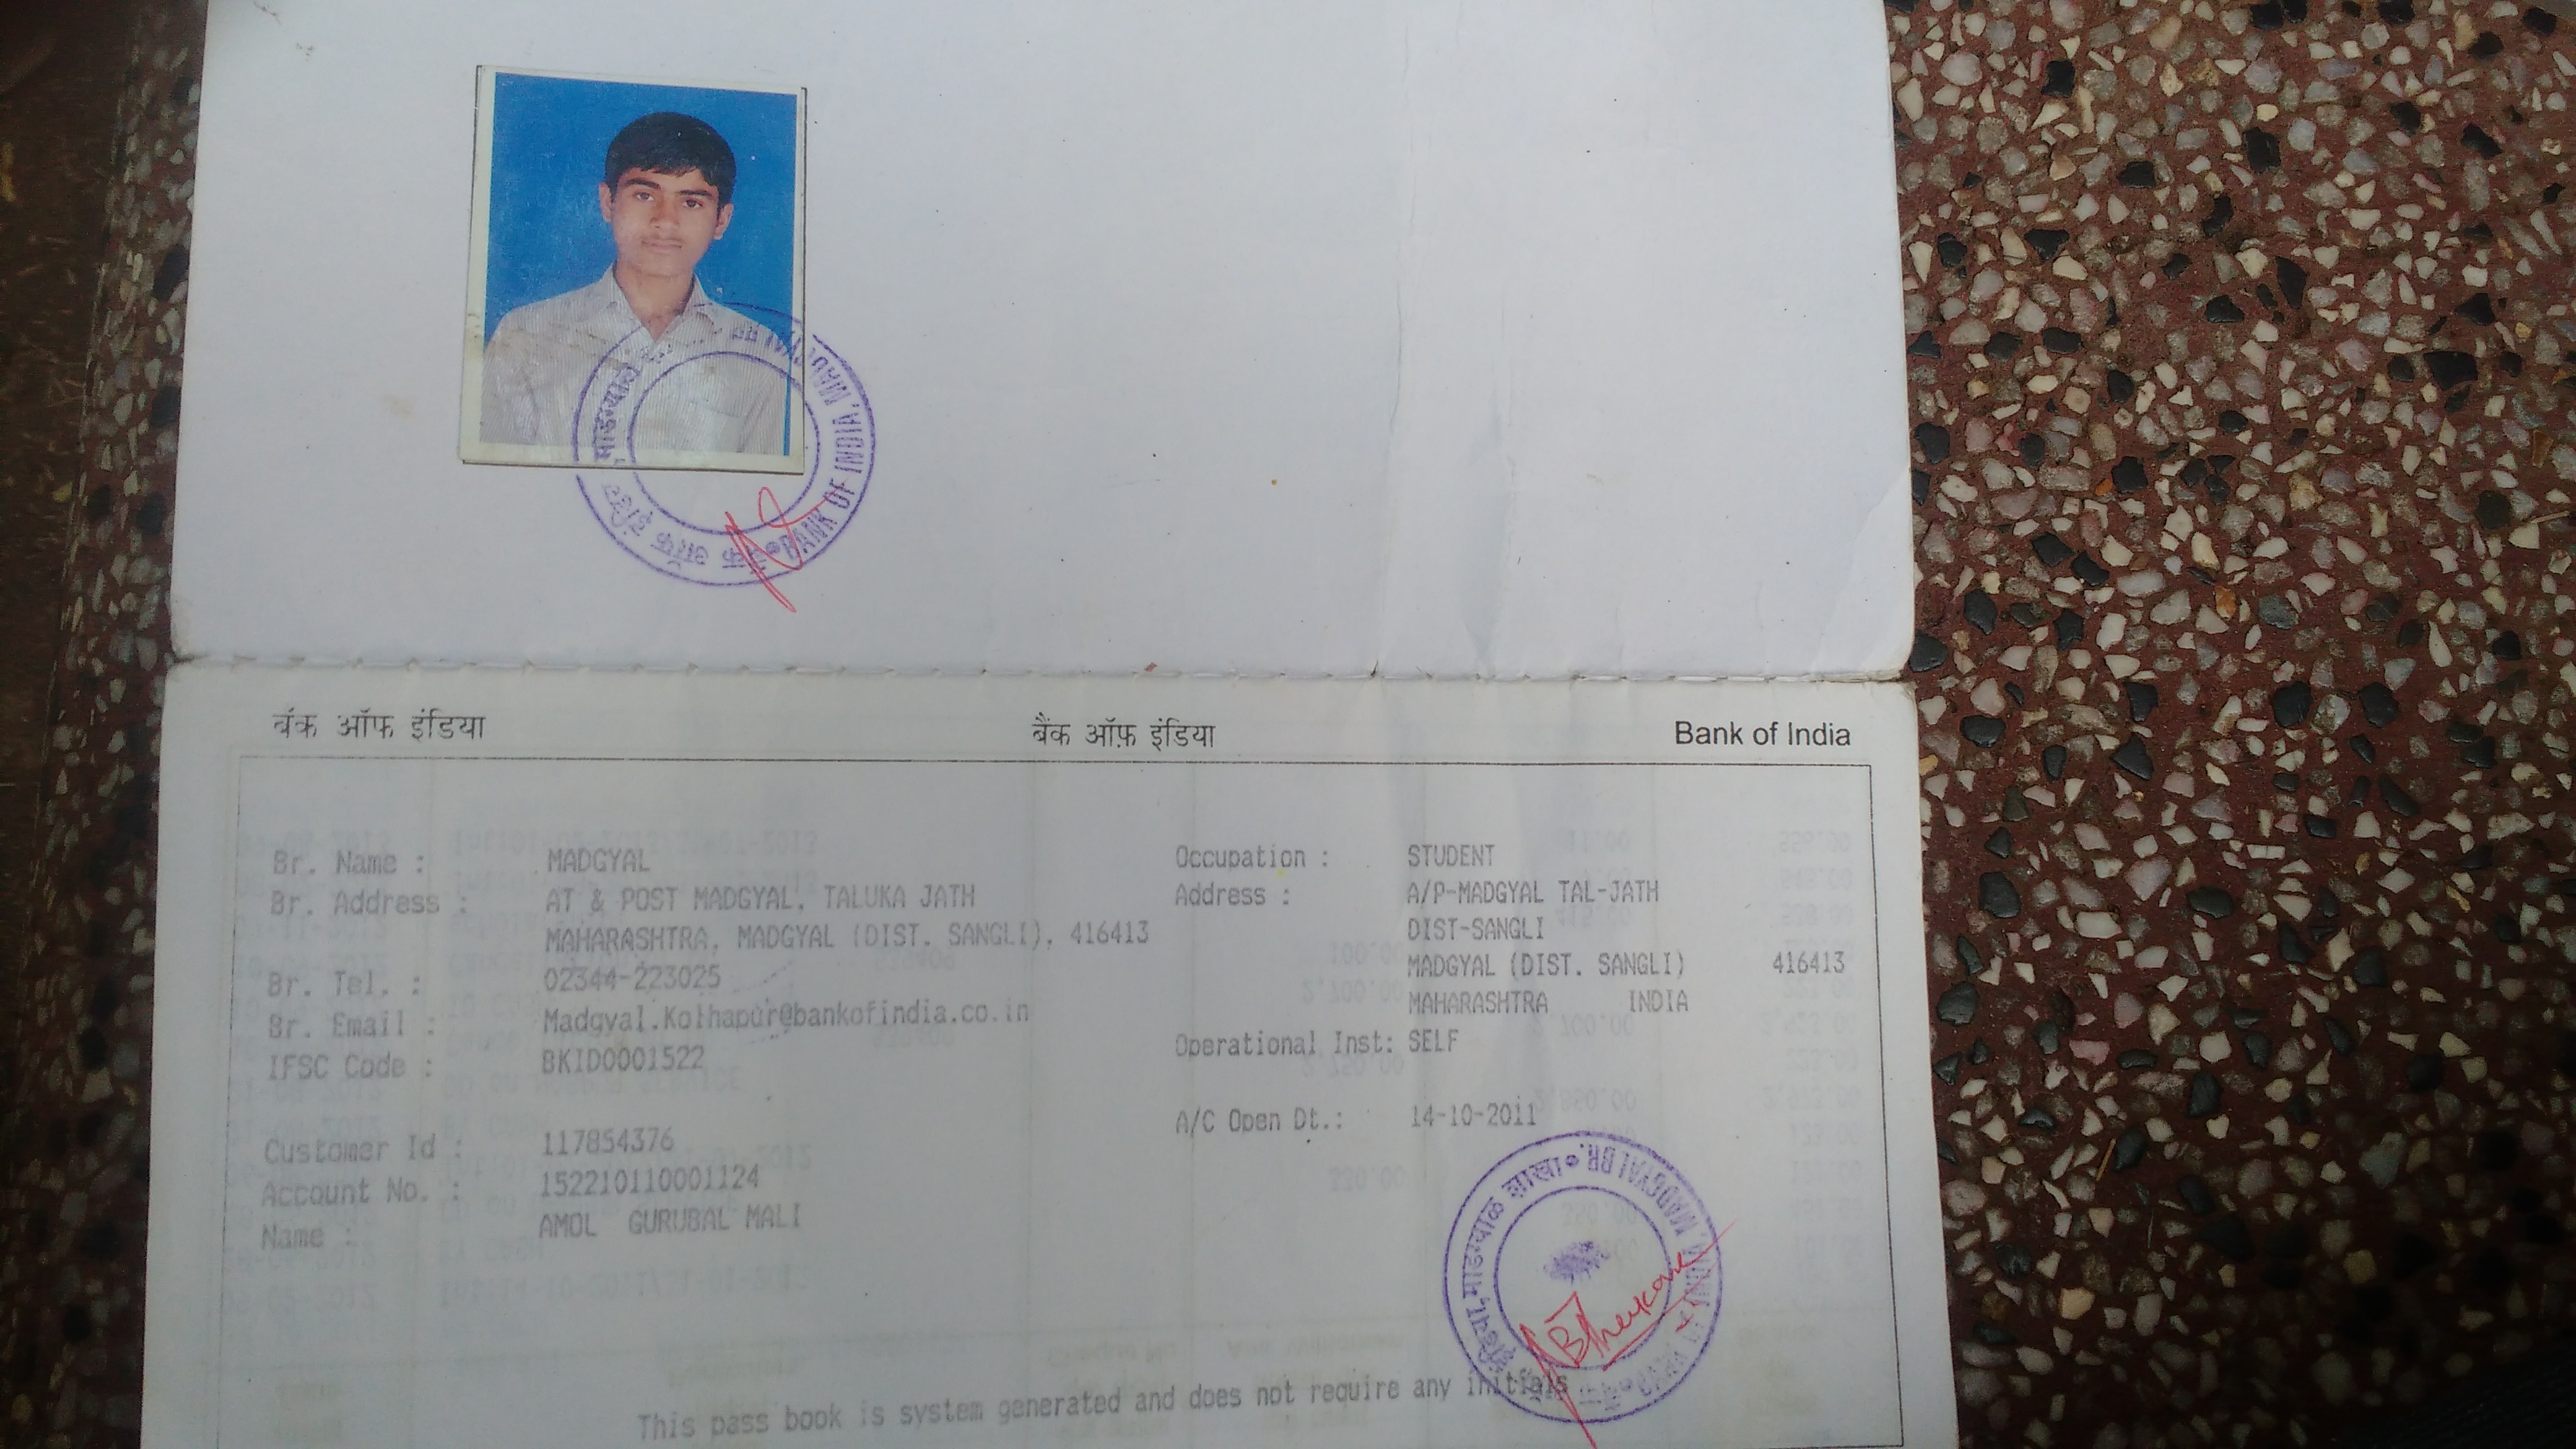 BANK OF INDIA, MADGYAL BR.
बँक ऑफ इंडिया बैंक ऑफ़ इंडिया Bank of India
Br. Name : MADGYAL
Br. Address : AT & POST MADGYAL, TALUKA JATH
MAHARASHTRA, MADGYAL (DIST. SANGLI), 416413
Br. Tel. : 02344-223025
Br. Email : Madgyal.Kolhapur@bankofindia.co.in
IFSC Code : BKID0001522
Customer Id : 117854376
Account No. : 152210110001124
Name : AMOL GURUBAL MALI
Occupation : STUDENT
Address : A/P-MADGYAL TAL-JATH
DIST-SANGLI
MADGYAL (DIST. SANGLI) 416413
MAHARASHTRA INDIA
Operational Inst: SELF
A/C Open Dt.: 14-10-2011
माडग्याळ शाखा MADGYAL BR.
This pass book is system generated and does not require any initials